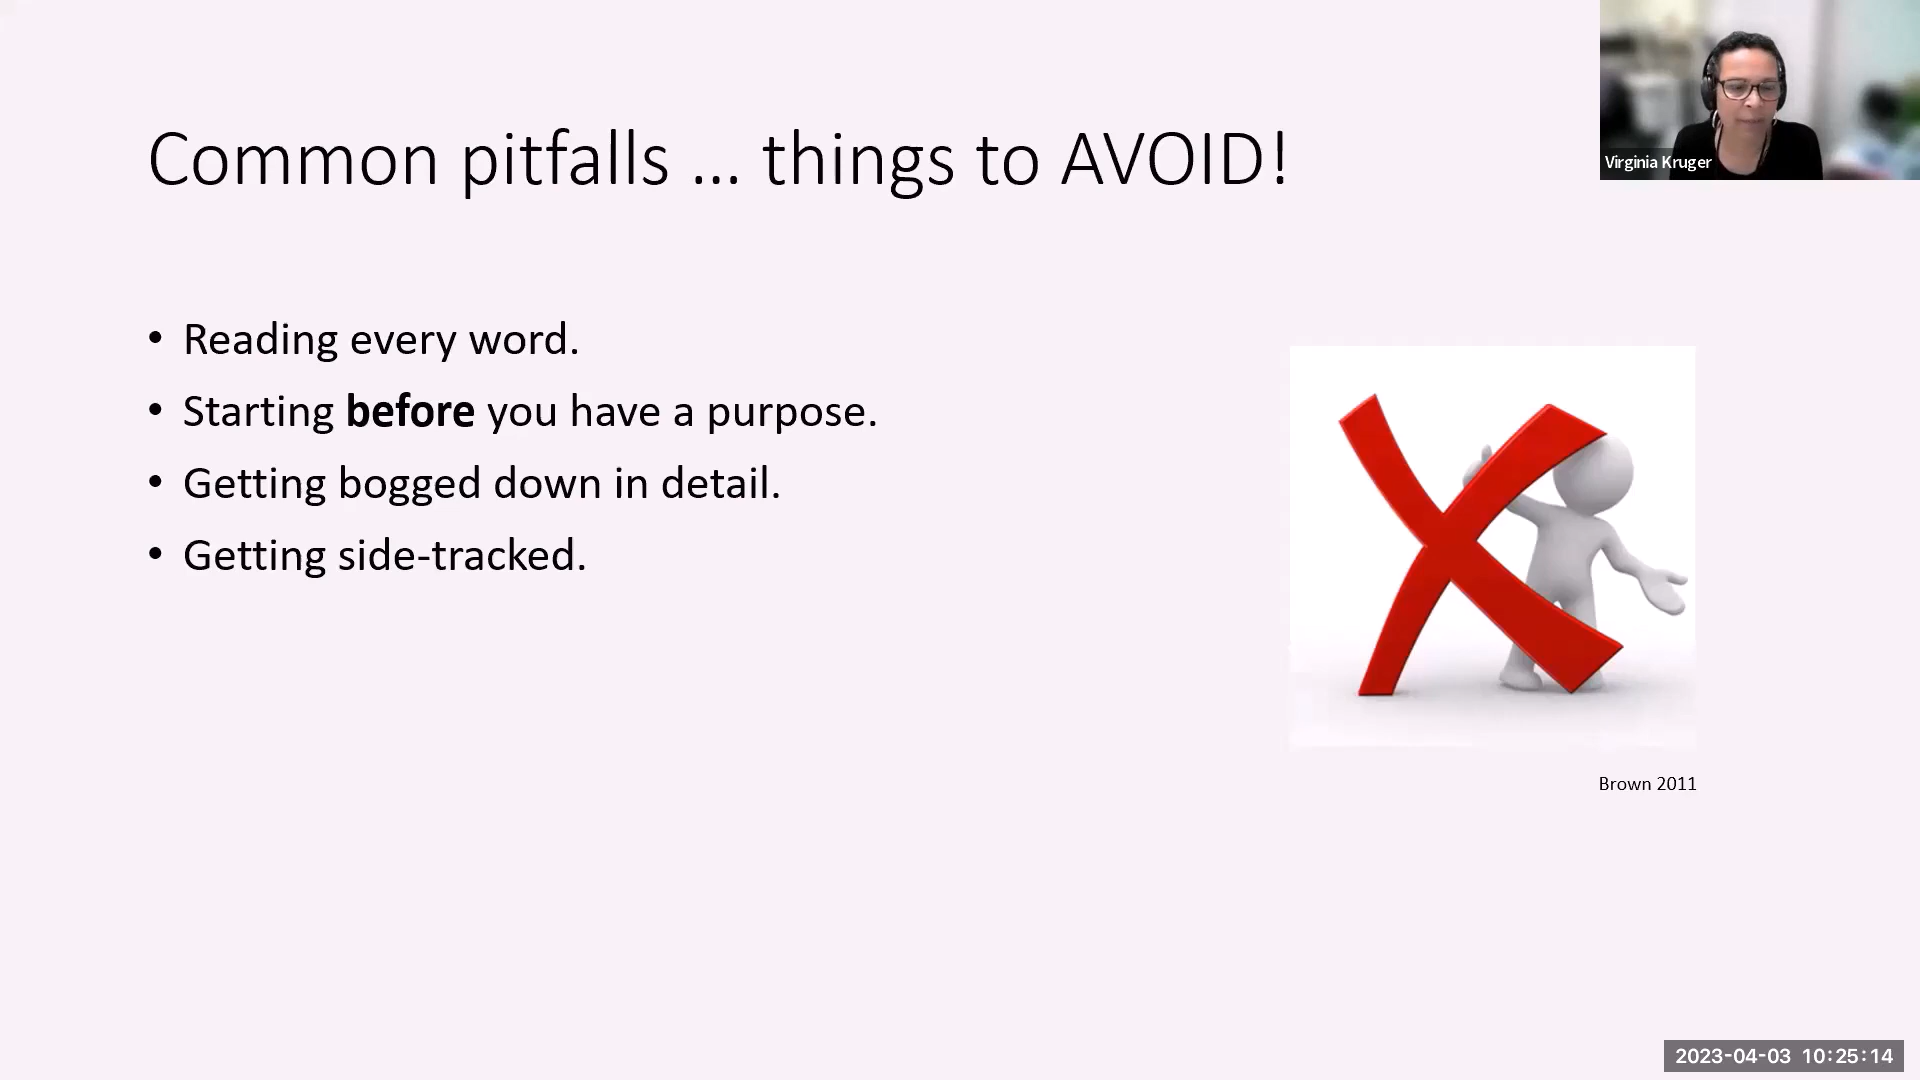 Common pitfalls ... things to AVOID!
Virginia Kruger
• Reading every word.
• Starting before you have a purpose.
• Getting bogged down in detail.
• Getting side-tracked.
Brown 2011
2023-04-03 10:25:14